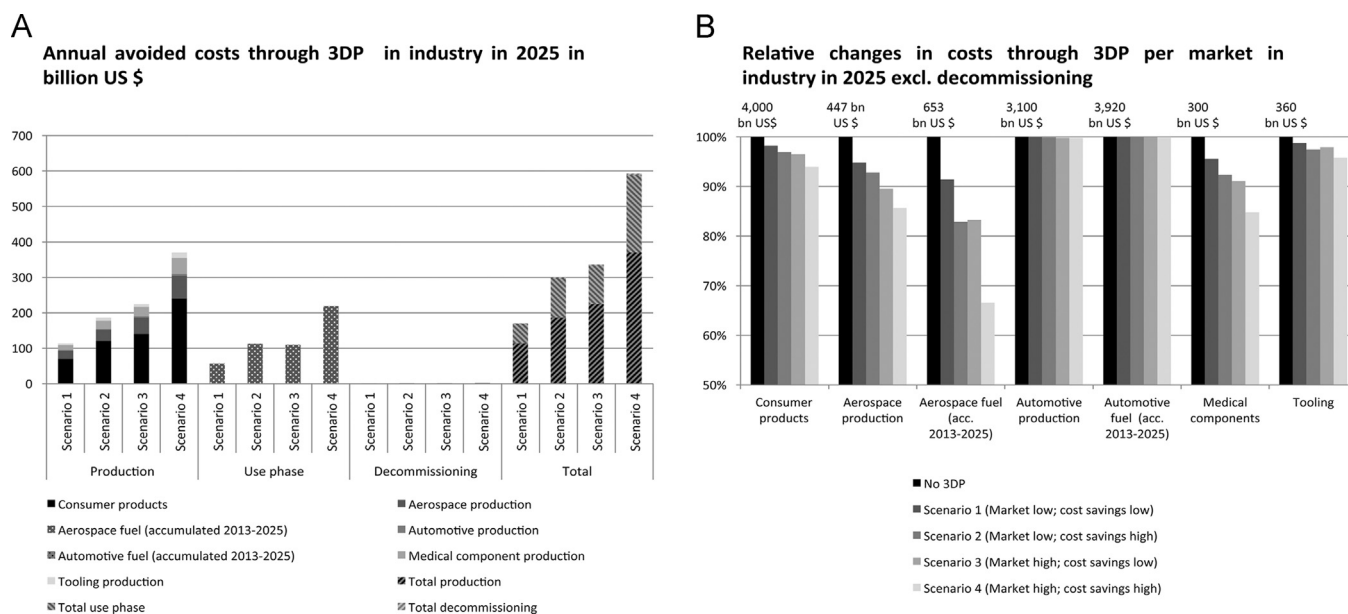 A
Annual avoided costs through 3DP in industry in 2025 in
billion US $
700
600
500
400
300
200
100
0
Scenario 1
Scenario 2
Scenario 3
Scenario 4
Scenario 1
Scenario 2
Scenario 3
Scenario 4
Scenario 1
Scenario 2
Scenario 3
Scenario 4
Scenario 1
Scenario 2
Scenario 3
Scenario 4
Production
Use phase
Decommissioning
Total
Consumer products
Aerospace production
Aerospace fuel (accumulated 2013-2025)
Automotive production
Automotive fuel (accumulated 2013-2025)
Medical component production
Tooling production
Total production
Total use phase
Total decommissioning
B
Relative changes in costs through 3DP per market in
industry in 2025 excl. decommissioning
4,000
bn US$
447 bn
US $
653
bn US $
3,100
bn US $
3,920
bn US $
300
bn US $
360
bn US $
100%
90%
80%
70%
60%
50%
Consumer
products
Aerospace
production
Aerospace
fuel (acc.
2013-2025)
Automotive
production
Automotive
fuel (acc.
2013-2025)
Medical
components
Tooling
No 3DP
Scenario 1 (Market low; cost savings low)
Scenario 2 (Market low; cost savings high)
Scenario 3 (Market high; cost savings low)
Scenario 4 (Market high; cost savings high)